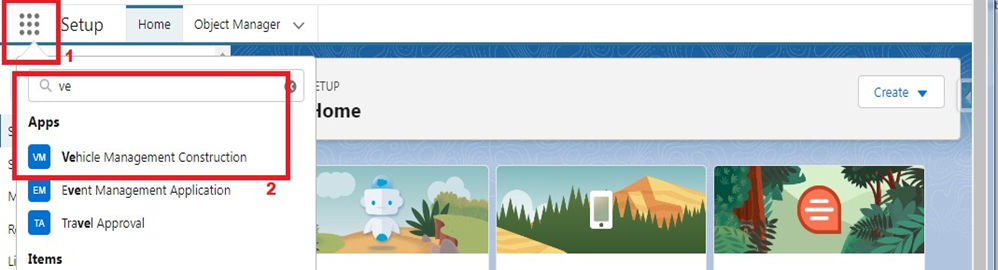 Setup
Home
Object Manager
1
ve
Apps
VM Vehicle Management Construction
EM Event Management Application
2
TA Travel Approval
Items
ETUP
Home
Create